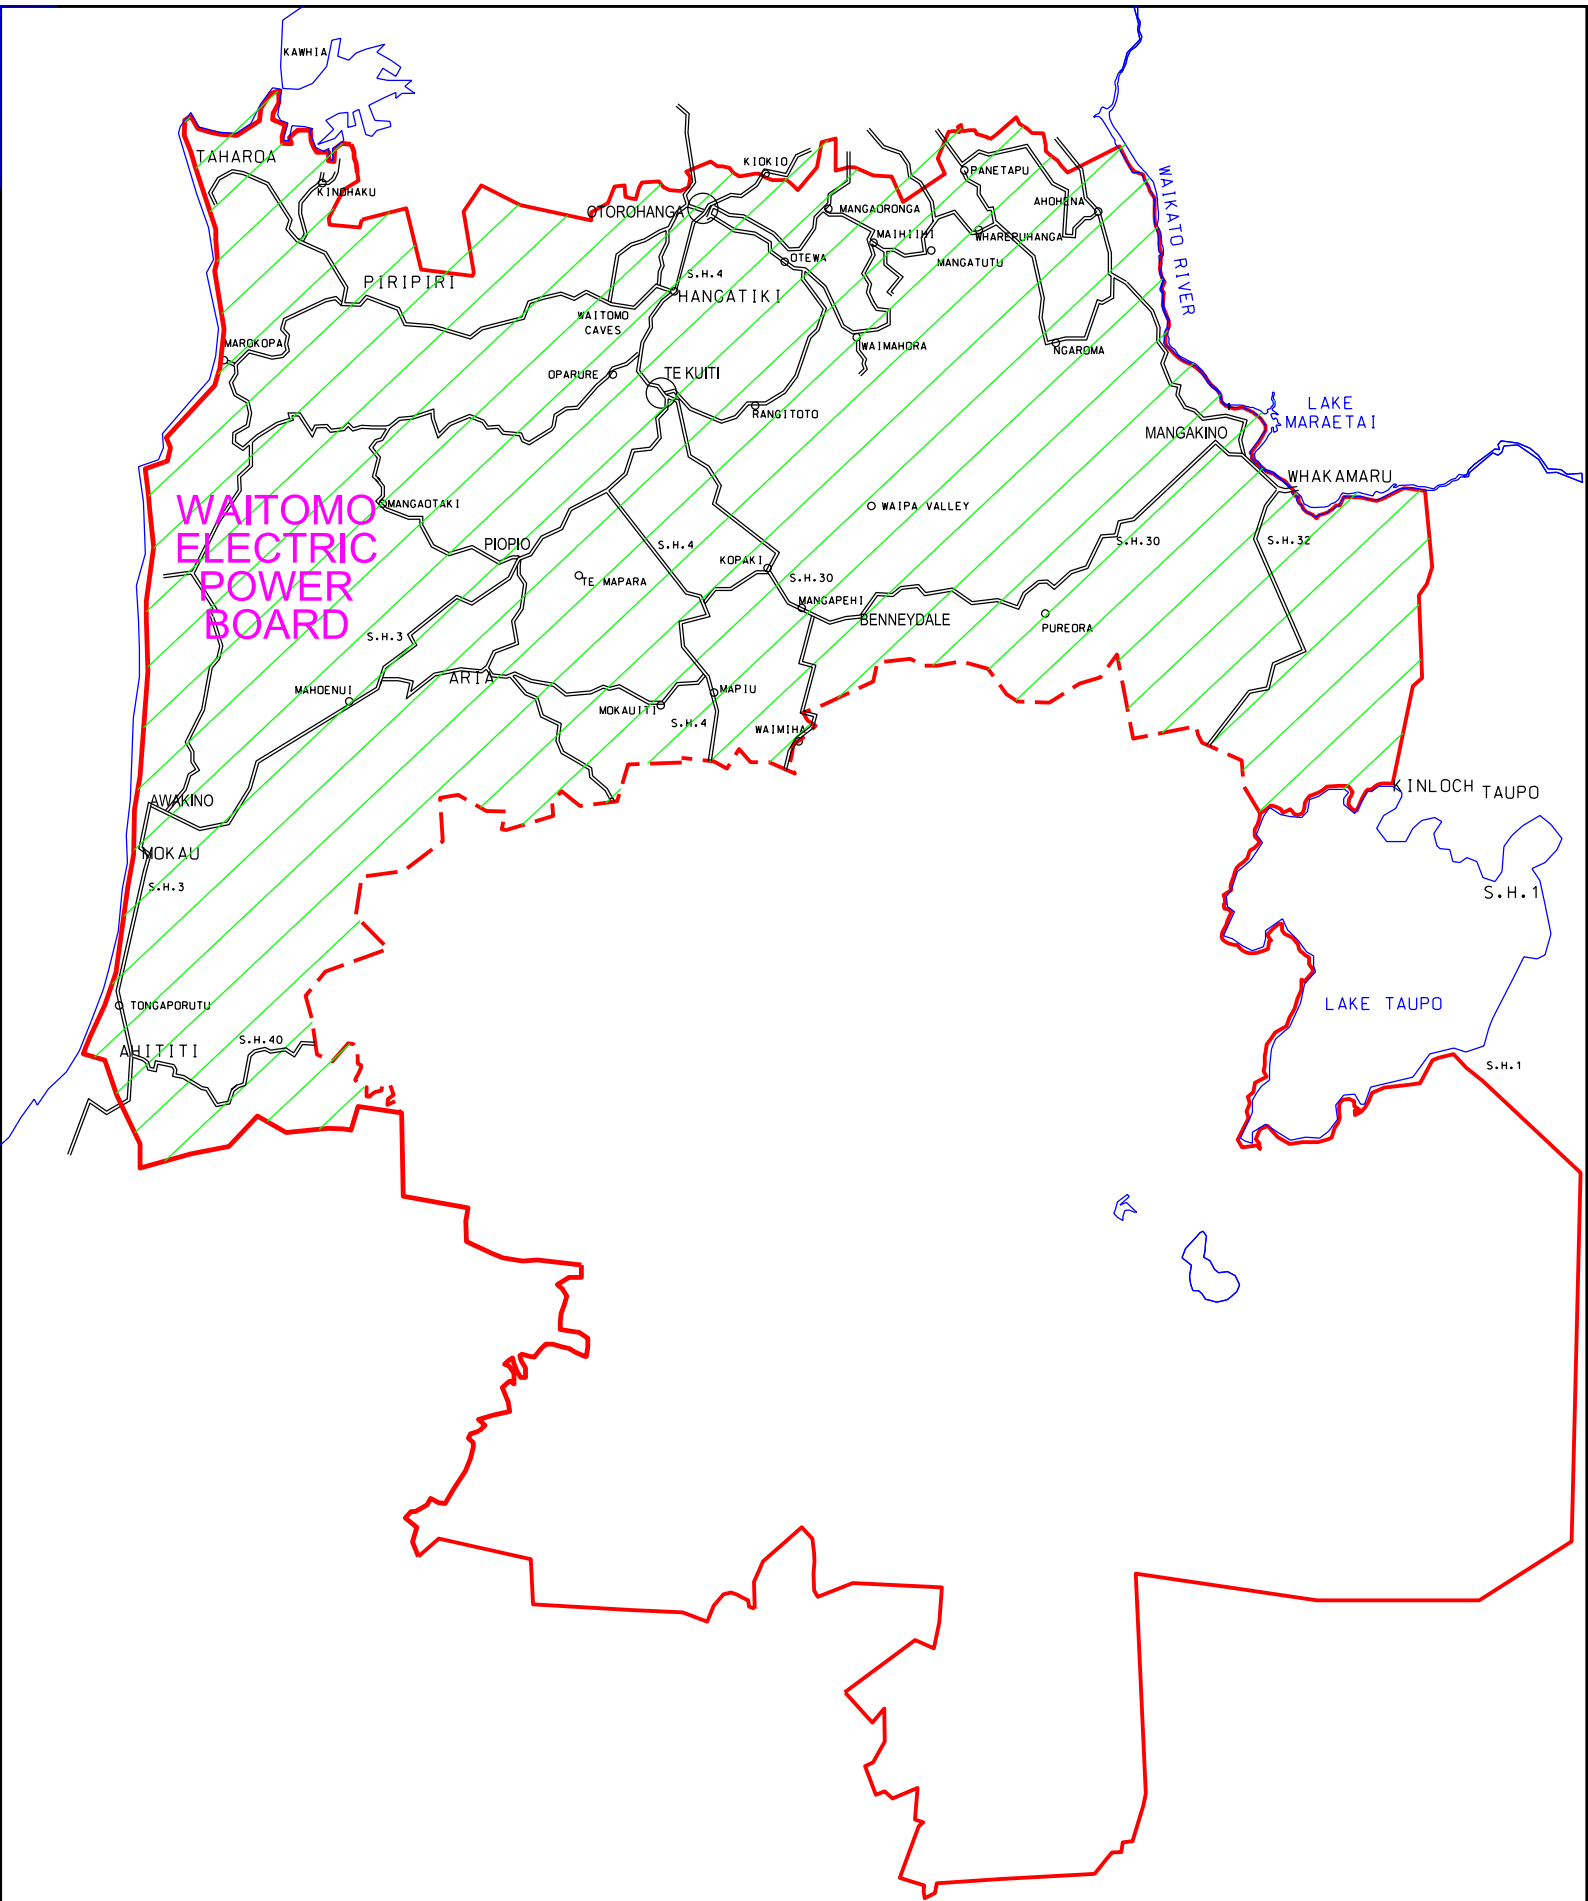 KAWHIA
TAHAROA
KINOHAKU
KIOKIO
PANETAPU
WAIKATO RIVER
OTOROHANGA
MANGAORONGA
AHOHENA
MAIHIIHI
WHAREPUHANGA
MANGATUTU
OTEWA
S.H.4
PIRIPIRI
HANGATIKI
WAITOMO
CAVES
MAROKOPA
WAIMAHORA
NGAROMA
OPARURE
TE KUITI
RANGITOTO
LAKE
MARAETAI
MANGAKINO
WHAKAMARU
WAITOMO
ELECTRIC
POWER
BOARD
MANGAOTAKI
WAIPA VALLEY
PIOPIO
S.H.4
S.H.30
S.H.32
KOPAKI
S.H.30
TE MAPARA
MANGAPEHI
BENNEYDALE
PUREORA
S.H.3
ARIA
MAHOENUI
MAPIU
MOKAUITI
S.H.4
WAIMIHA
KINLOCH
TAUPO
AWAKINO
MOKAU
S.H.3
S.H.1
TONGAPORUTU
LAKE TAUPO
S.H.40
AHITITI
S.H.1